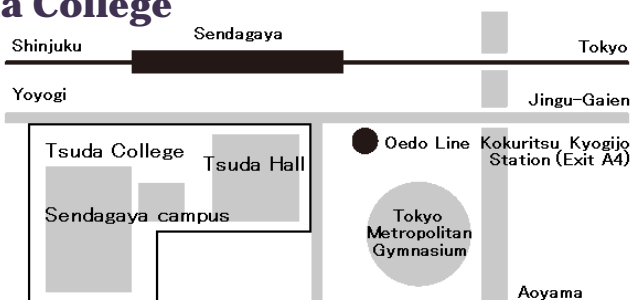 a College
Sendagaya
Shinjuku
Tokyo
Yoyogi
Jingu-Gaien
Tsuda College
Tsuda Hall
Oedo Line Kokuritsu Kyogijo
Station (Exit A4)
Sendagaya campus
Tokyo
Metropolitan
Gymnasium
Aoyama